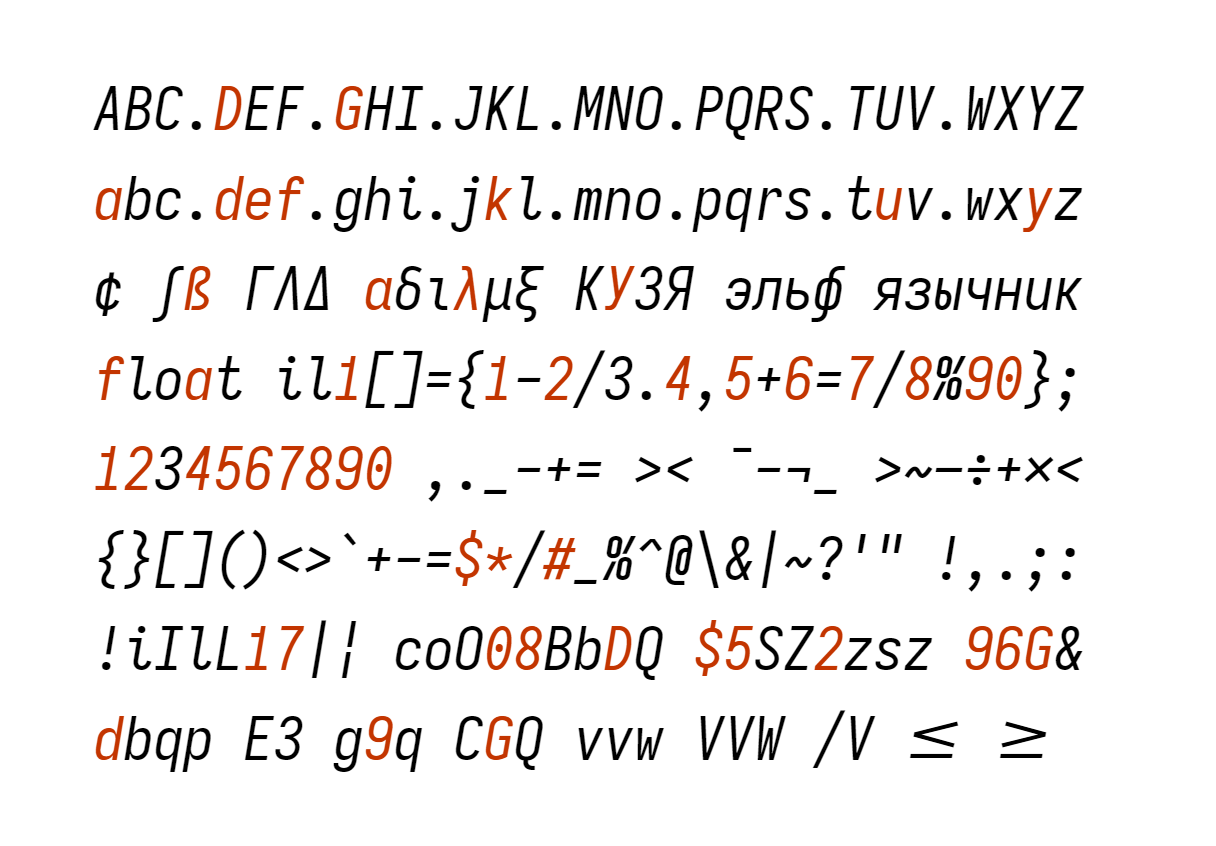 ABC.DEF.GHI.JKL.MNO.PQRS.TUV.WXYZ
abc.def.ghi.jkl.mno.pqrs.tuv.wxyz
¢ ∫ß ΓΛΔ αδιλμξ КУЗЯ эльф язычник
float il1[]={1-2/3.4,5+6=7/8%90};
1234567890 ,._-+= >< ¯-¬_ >~–÷+×<
{}[]()<>`+-=$*/#_%^@\&|~?'" !,.;:
!iIlL17|¦ coO08BbDQ $5SZ2zsz 96G&
dbqp E3 g9q CGQ vvw VVW /V ≤ ≥